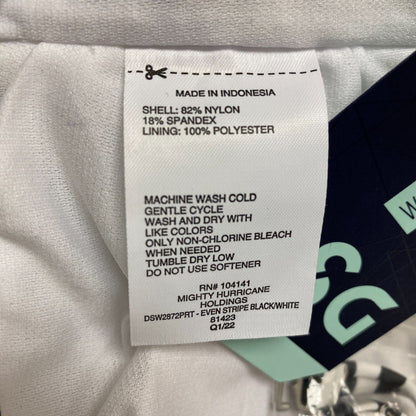 MADE IN INDONESIA
SHELL: 82% NYLON
18% SPANDEX
LINING: 100% POLYESTER
MACHINE WASH COLD
GENTLE CYCLE
WASH AND DRY WITH
LIKE COLORS
ONLY NON-CHLORINE BLEACH
WHEN NEEDED
TUMBLE DRY LOW
DO NOT USE SOFTENER
RN# 104141
MIGHTY HURRICANE
HOLDINGS
DSW2872PRT - EVEN STRIPE BLACK/WHITE
81423
Q1/22